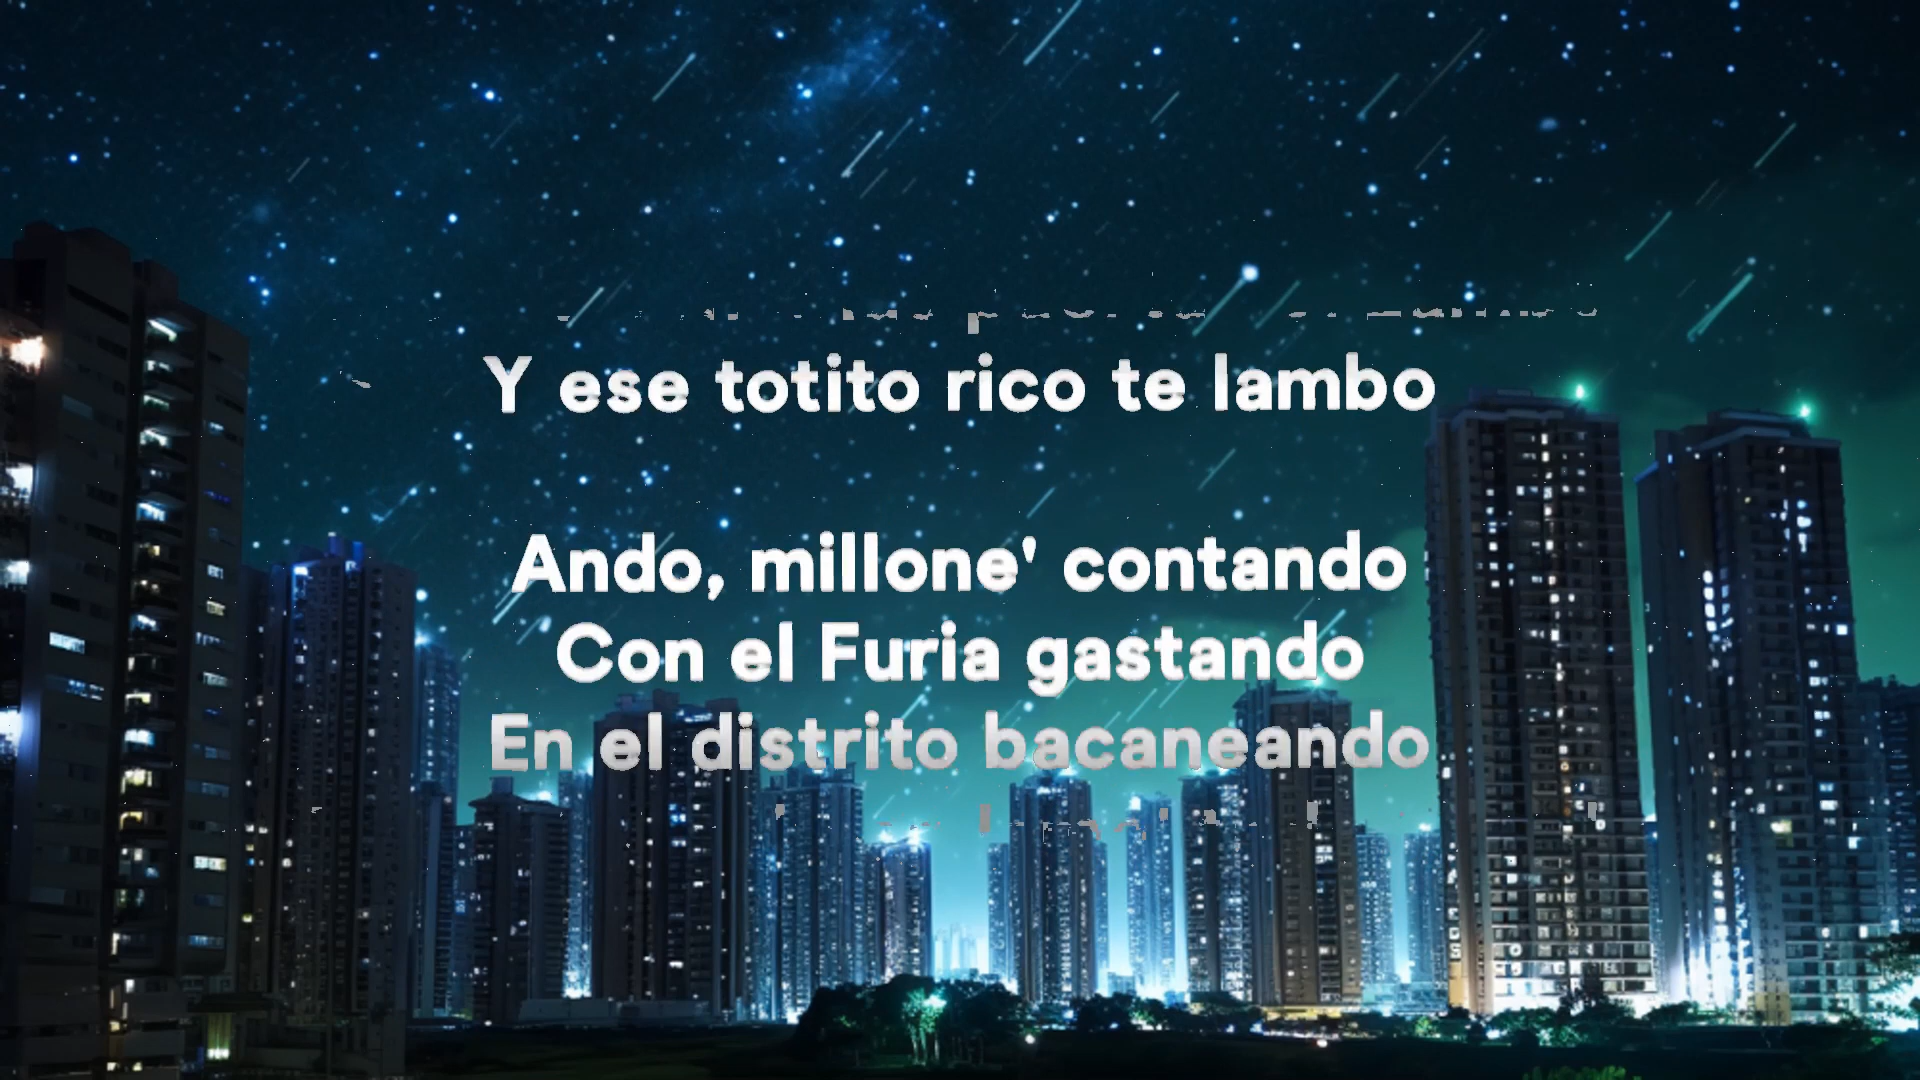 Y ese totito rico te lambo
Ando, millone' contando
Con el Furia gastando
En el distrito bacaneando